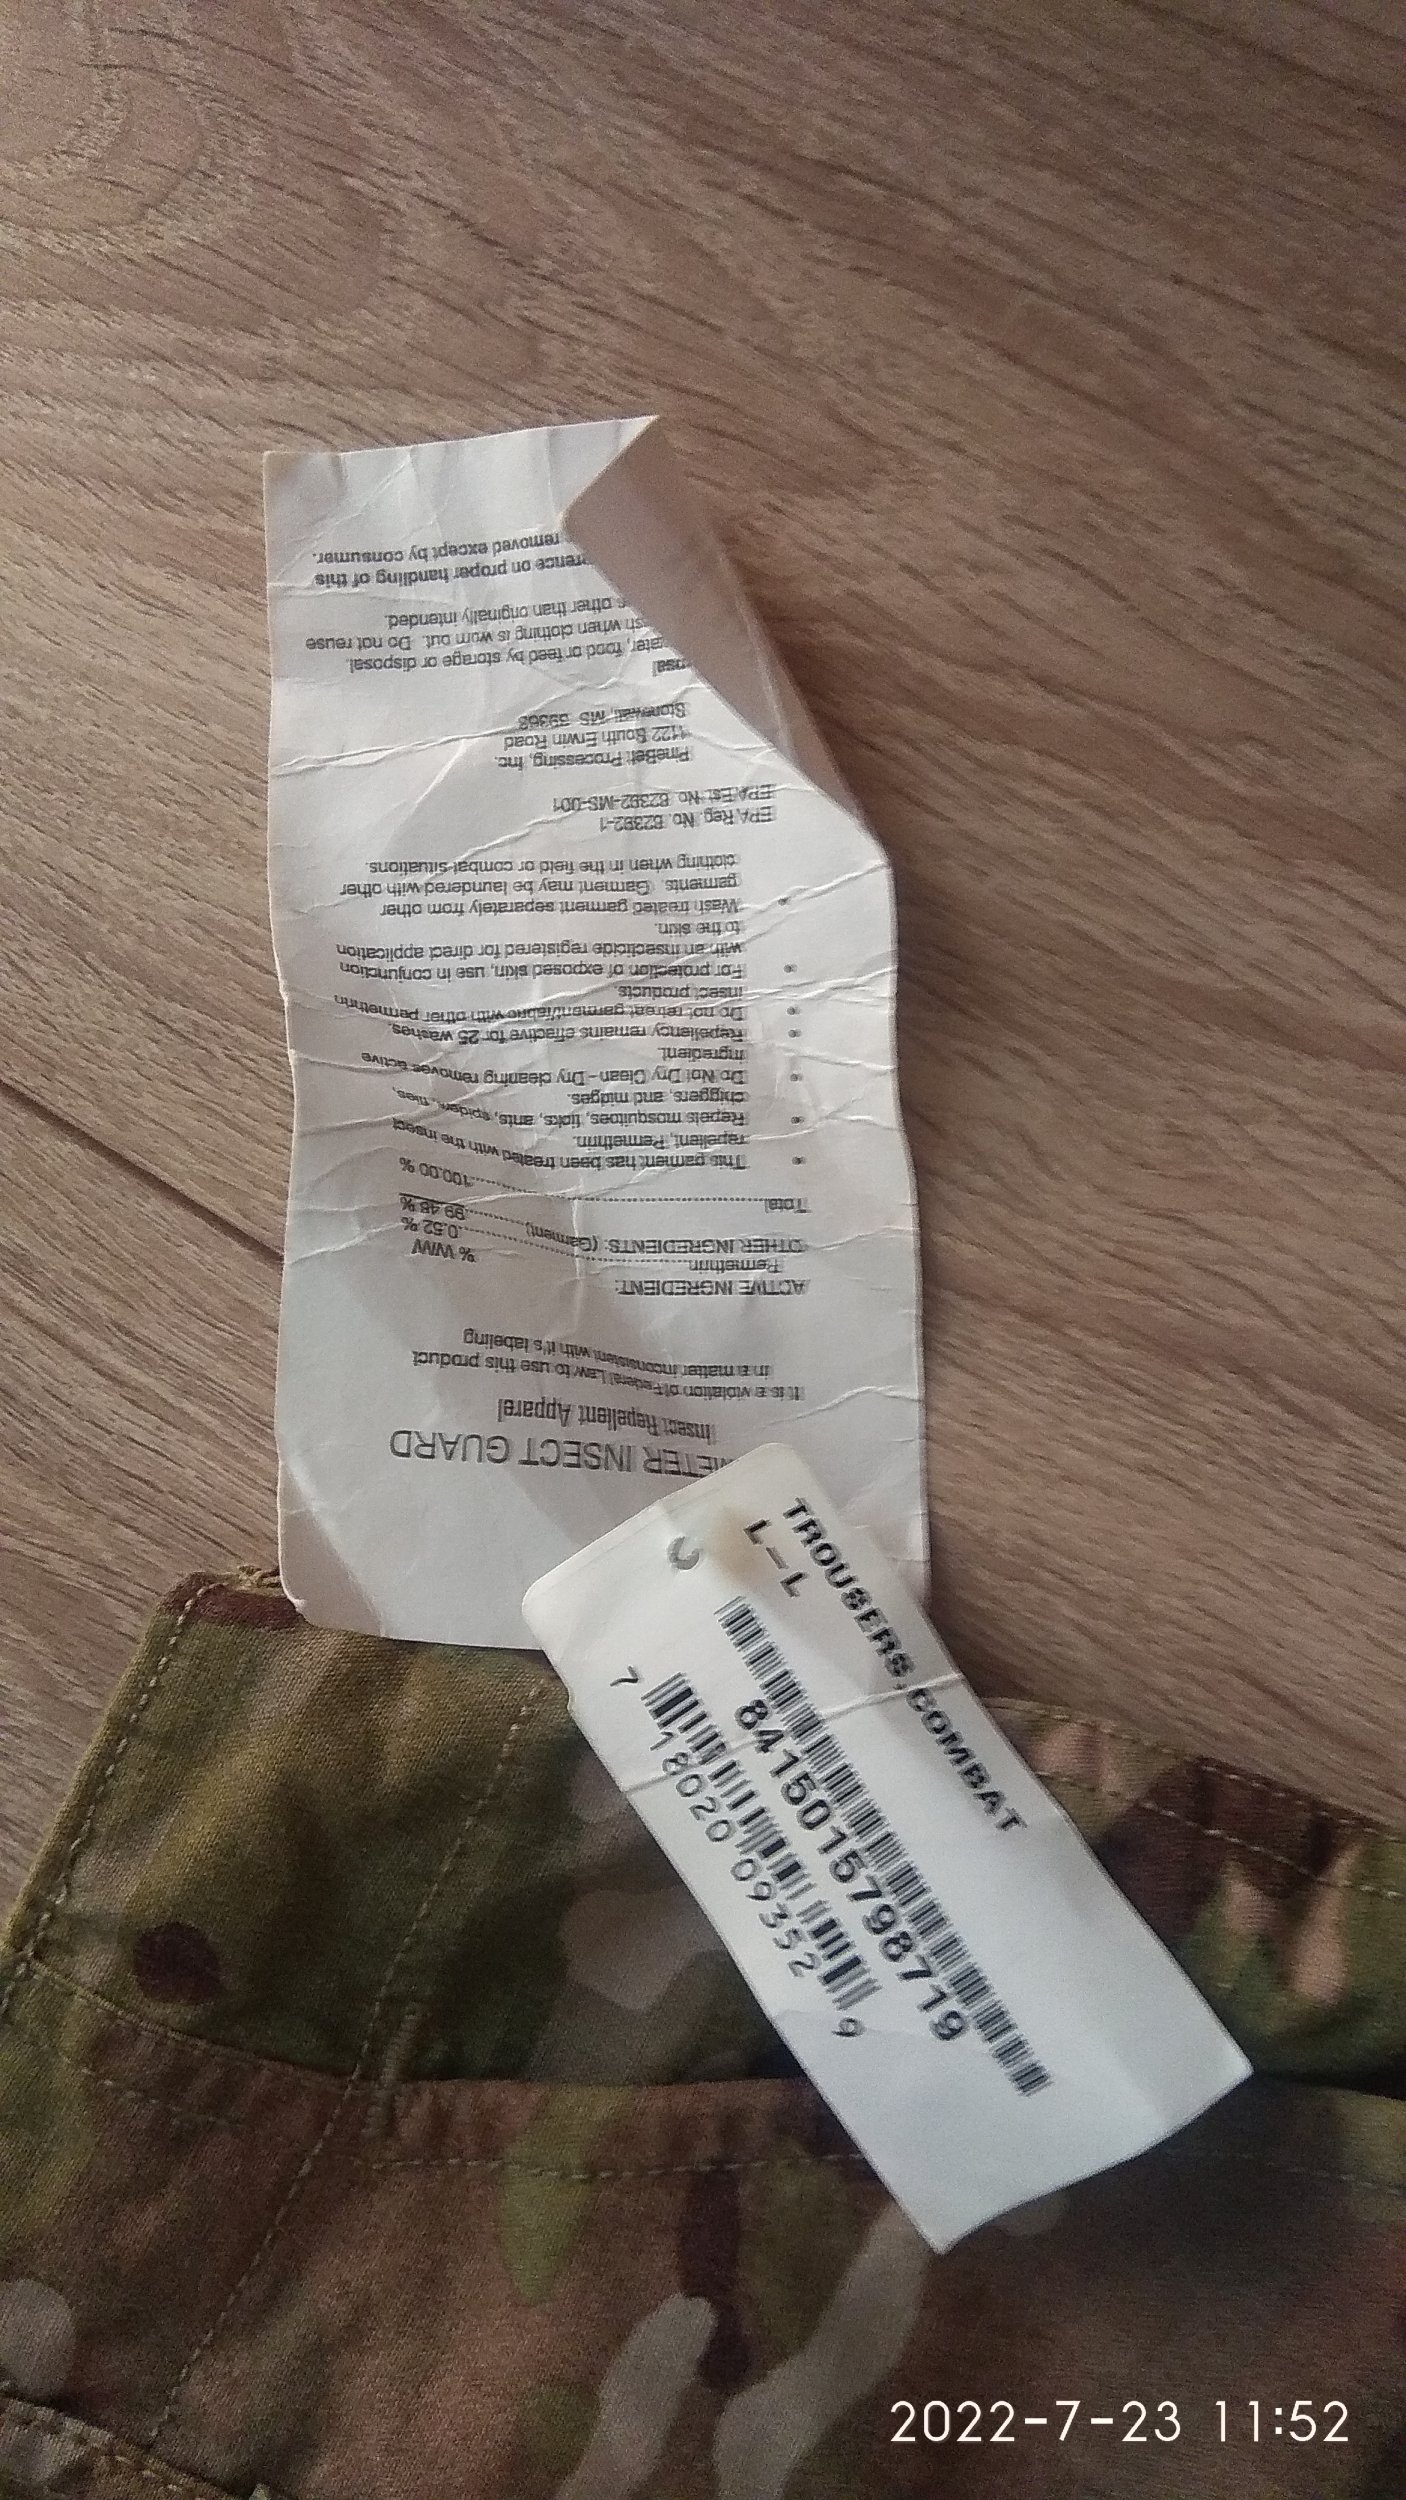 METER INSECT GUARD
Insect Repellent Apparel
It is a violation of Federal Law to use this product
in a matter inconsistent with it's labeling
ACTIVE INGREDIENT: % W/W
Permethrin 0.52 %
OTHER INGREDIENTS: (Garment) 99.48 %
Total 100.00 %
• This garment has been treated with the insect
repellent, Permethrin.
• Repels mosquitoes, ticks, ants, spiders, flies,
chiggers, and midges.
• Do Not Dry Clean - Dry cleaning removes active
ingredient.
• Repellency remains effective for 25 washes.
• Do not retreat garment/fabric with other permethrin
insect products.
• For protection of exposed skin, use in conjunction
with an insecticide registered for direct application
to the skin.
• Wash treated garment separately from other
garments. Garment may be laundered with other
clothing when in the field or combat situations.
EPA Reg. No. 62392-1
EPA Est. No. 62392-MS-001
PineBelt Processing, Inc.
1122 South Erwin Road
Stonewall, MS 39363
osal
ater, food or feed by storage or disposal.
sh when clothing is worn out. Do not reuse
other than originally intended.
erence on proper handling of this
removed except by consumer.
TROUSERS,COMBAT
L-L
8415015798719
7 18020 09352 9
2022-7-23 11:52